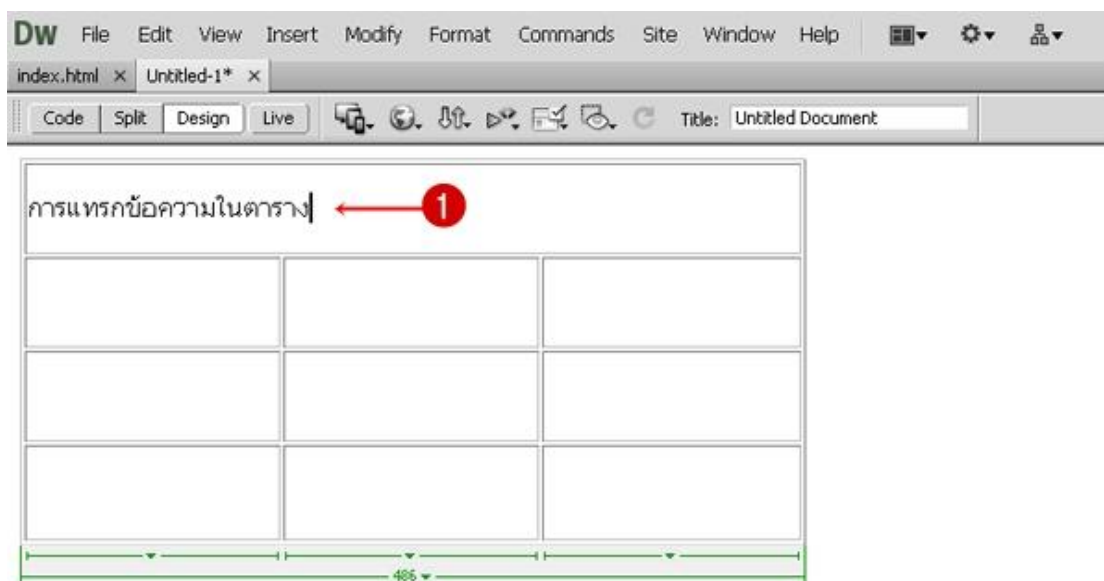 Dw File Edit View Insert Modify Format Commands Site Window Help
index.html × Untitled-1* ×
Code Split Design Live Title: Untitled Document
การแทรกข้อความในตาราง 1
486